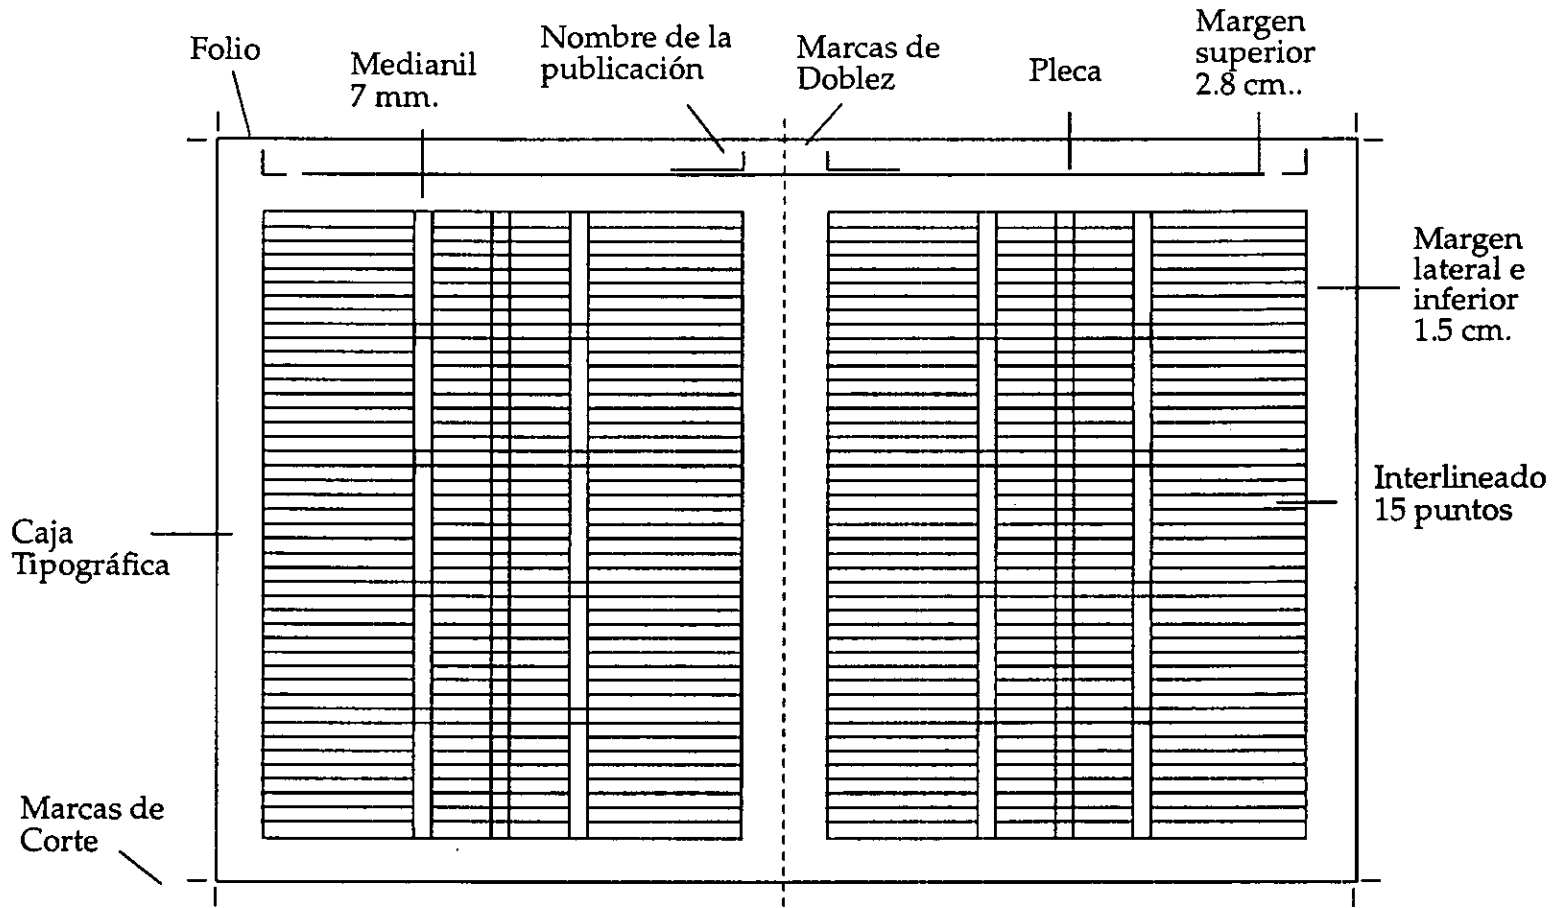 Folio
Medianil
7 mm.
Nombre de la
publicación
Marcas de
Doblez
Pleca
Margen
superior
2.8 cm..
Margen
lateral e
inferior
1.5 cm.
Interlineado
15 puntos
Caja
Tipográfica
Marcas de
Corte